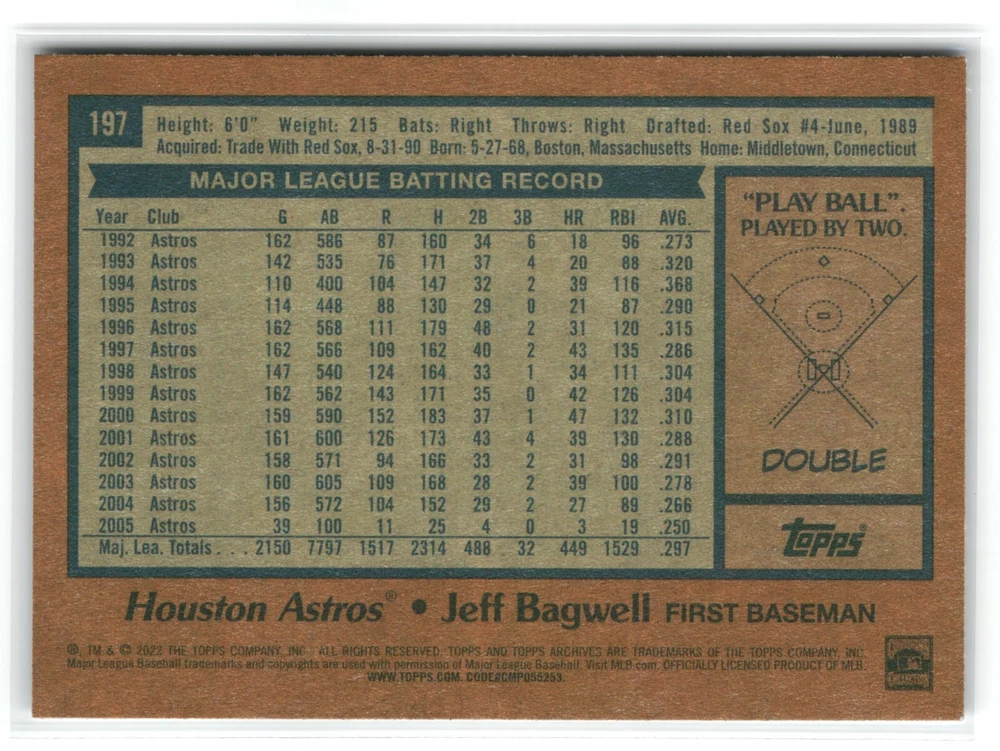 197
Height: 6'0" Weight: 215 Bats: Right Throws: Right Drafted: Red Sox #4-June, 1989
Acquired: Trade With Red Sox, 8-31-90 Born: 5-27-68, Boston, Massachusetts Home: Middletown, Connecticut
MAJOR LEAGUE BATTING RECORD
Year Club G AB R H 2B 3B HR RBI AVG.
1992 Astros 162 586 87 160 34 6 18 96 .273
1993 Astros 142 535 76 171 37 4 20 88 .320
1994 Astros 110 400 104 147 32 2 39 116 .368
1995 Astros 114 448 88 130 29 0 21 87 .290
1996 Astros 162 568 111 179 48 2 31 120 .315
1997 Astros 162 566 109 162 40 2 43 135 .286
1998 Astros 147 540 124 164 33 1 34 111 .304
1999 Astros 162 562 143 171 35 0 42 126 .304
2000 Astros 159 590 152 183 37 1 47 132 .310
2001 Astros 161 600 126 173 43 4 39 130 .288
2002 Astros 158 571 94 166 33 2 31 98 .291
2003 Astros 160 605 109 168 28 2 39 100 .278
2004 Astros 156 572 104 152 29 2 27 89 .266
2005 Astros 39 100 11 25 4 0 3 19 .250
Maj. Lea. Totals . . . 2150 7797 1517 2314 488 32 449 1529 .297
"PLAY BALL".
PLAYED BY TWO.
DOUBLE
Topps®
Houston Astros® • Jeff Bagwell FIRST BASEMAN
®, TM & © 2022 THE TOPPS COMPANY, INC. ALL RIGHTS RESERVED. TOPPS AND TOPPS ARCHIVES ARE TRADEMARKS OF THE TOPPS COMPANY, INC.
Major League Baseball trademarks and copyrights are used with permission of Major League Baseball. Visit MLB.com. OFFICIALLY LICENSED PRODUCT OF MLB.
WWW.TOPPS.COM. CODE#CMP055253.